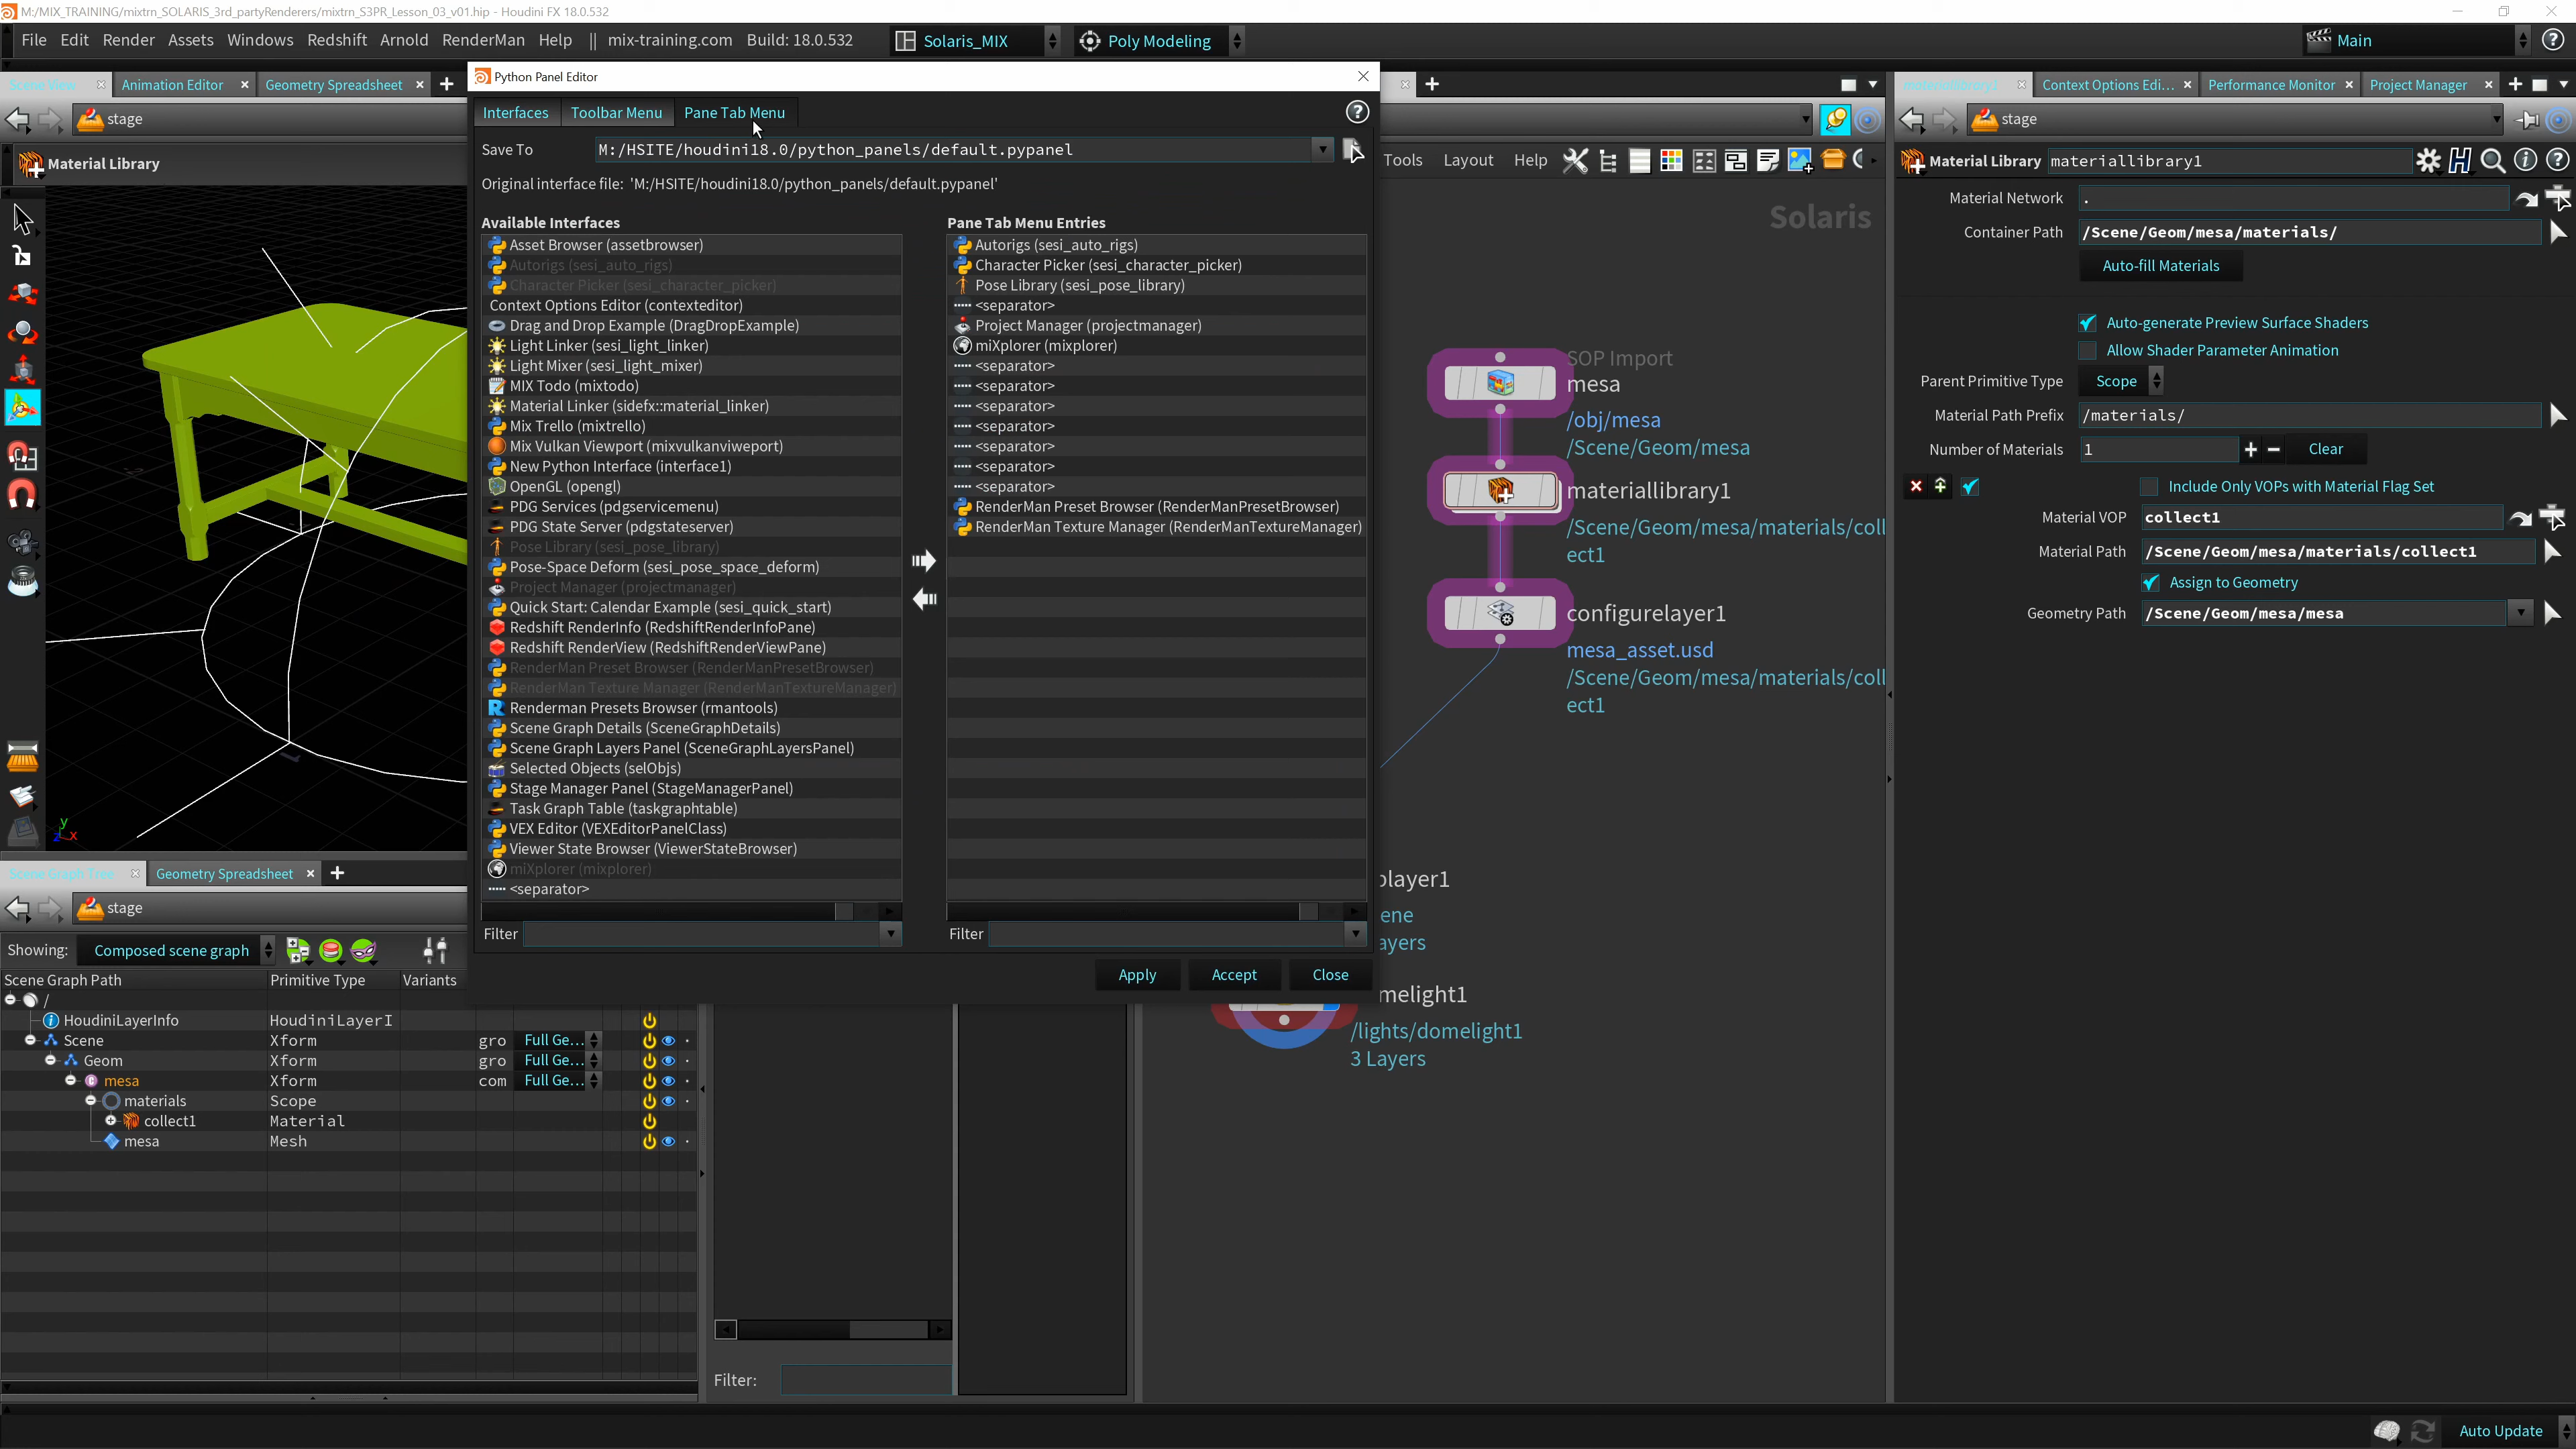 M:/MIX_TRAINING/mixtrn_SOLARIS_3rd_partyRenderers/mixtrn_S3PR_Lesson_03_v01.hip - Houdini FX 18.0.532
File Edit Render Assets Windows Redshift Arnold RenderMan Help || mix-training.com Build: 18.0.532
Solaris_MIX
Poly Modeling
Main
Scene View
Animation Editor
Geometry Spreadsheet
stage
Material Library
Python Panel Editor
Interfaces
Toolbar Menu
Pane Tab Menu
Save To
M:/HSITE/houdini18.0/python_panels/default.pypanel
Original interface file: 'M:/HSITE/houdini18.0/python_panels/default.pypanel'
Available Interfaces
Asset Browser (assetbrowser)
Autorigs (sesi_auto_rigs)
Character Picker (sesi_character_picker)
Context Options Editor (contexteditor)
Drag and Drop Example (DragDropExample)
Light Linker (sesi_light_linker)
Light Mixer (sesi_light_mixer)
MIX Todo (mixtodo)
Material Linker (sidefx::material_linker)
Mix Trello (mixtrello)
Mix Vulkan Viewport (mixvulkanviweport)
New Python Interface (interface1)
OpenGL (opengl)
PDG Services (pdgservicemenu)
PDG State Server (pdgstateserver)
Pose Library (sesi_pose_library)
Pose-Space Deform (sesi_pose_space_deform)
Project Manager (projectmanager)
Quick Start: Calendar Example (sesi_quick_start)
Redshift RenderInfo (RedshiftRenderInfoPane)
Redshift RenderView (RedshiftRenderViewPane)
RenderMan Preset Browser (RenderManPresetBrowser)
RenderMan Texture Manager (RenderManTextureManager)
Renderman Presets Browser (rmantools)
Scene Graph Details (SceneGraphDetails)
Scene Graph Layers Panel (SceneGraphLayersPanel)
Selected Objects (selObjs)
Stage Manager Panel (StageManagerPanel)
Task Graph Table (taskgraphtable)
VEX Editor (VEXEditorPanelClass)
Viewer State Browser (ViewerStateBrowser)
miXplorer (mixplorer)
<separator>
Filter
Pane Tab Menu Entries
Autorigs (sesi_auto_rigs)
Character Picker (sesi_character_picker)
Pose Library (sesi_pose_library)
<separator>
Project Manager (projectmanager)
miXplorer (mixplorer)
<separator>
<separator>
<separator>
<separator>
<separator>
<separator>
<separator>
RenderMan Preset Browser (RenderManPresetBrowser)
RenderMan Texture Manager (RenderManTextureManager)
Filter
Apply
Accept
Close
Tools Layout Help
Solaris
SOP Import
mesa
/obj/mesa
/Scene/Geom/mesa
materiallibrary1
/Scene/Geom/mesa/materials/coll
ect1
configurelayer1
mesa_asset.usd
/Scene/Geom/mesa/materials/coll
ect1
player1
ene
ayers
melight1
/lights/domelight1
3 Layers
Context Options Edi...
Performance Monitor
Project Manager
stage
Material Library
materiallibrary1
Material Network
.
Container Path
/Scene/Geom/mesa/materials/
Auto-fill Materials
Auto-generate Preview Surface Shaders
Allow Shader Parameter Animation
Parent Primitive Type
Scope
Material Path Prefix
/materials/
Number of Materials
1
Clear
Include Only VOPs with Material Flag Set
Material VOP
collect1
Material Path
/Scene/Geom/mesa/materials/collect1
Assign to Geometry
Geometry Path
/Scene/Geom/mesa/mesa
y
z x
Scene Graph Tree
Geometry Spreadsheet
stage
Showing:
Composed scene graph
Scene Graph Path Primitive Type Variants
/
HoudiniLayerInfo HoudiniLayerI
Scene Xform gro Full Ge...
Geom Xform gro Full Ge...
mesa Xform com Full Ge...
materials Scope
collect1 Material
mesa Mesh
Filter:
Auto Update